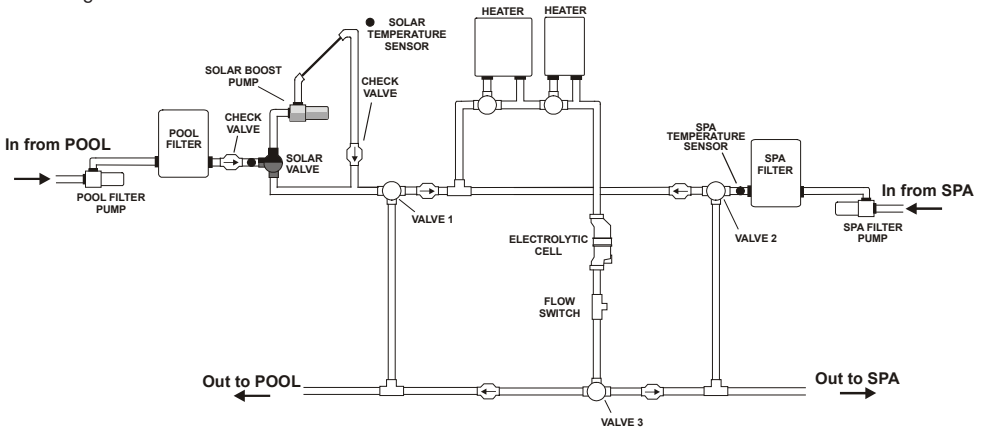 HEATER
HEATER
SOLAR
TEMPERATURE
SENSOR
SOLAR BOOST
PUMP
CHECK
VALVE
CHECK
VALVE
In from POOL
POOL
FILTER
SOLAR
VALVE
POOL FILTER
PUMP
SPA
TEMPERATURE
SENSOR
SPA
FILTER
In from SPA
SPA FILTER
PUMP
VALVE 1
VALVE 2
ELECTROLYTIC
CELL
FLOW
SWITCH
Out to POOL
Out to SPA
VALVE 3